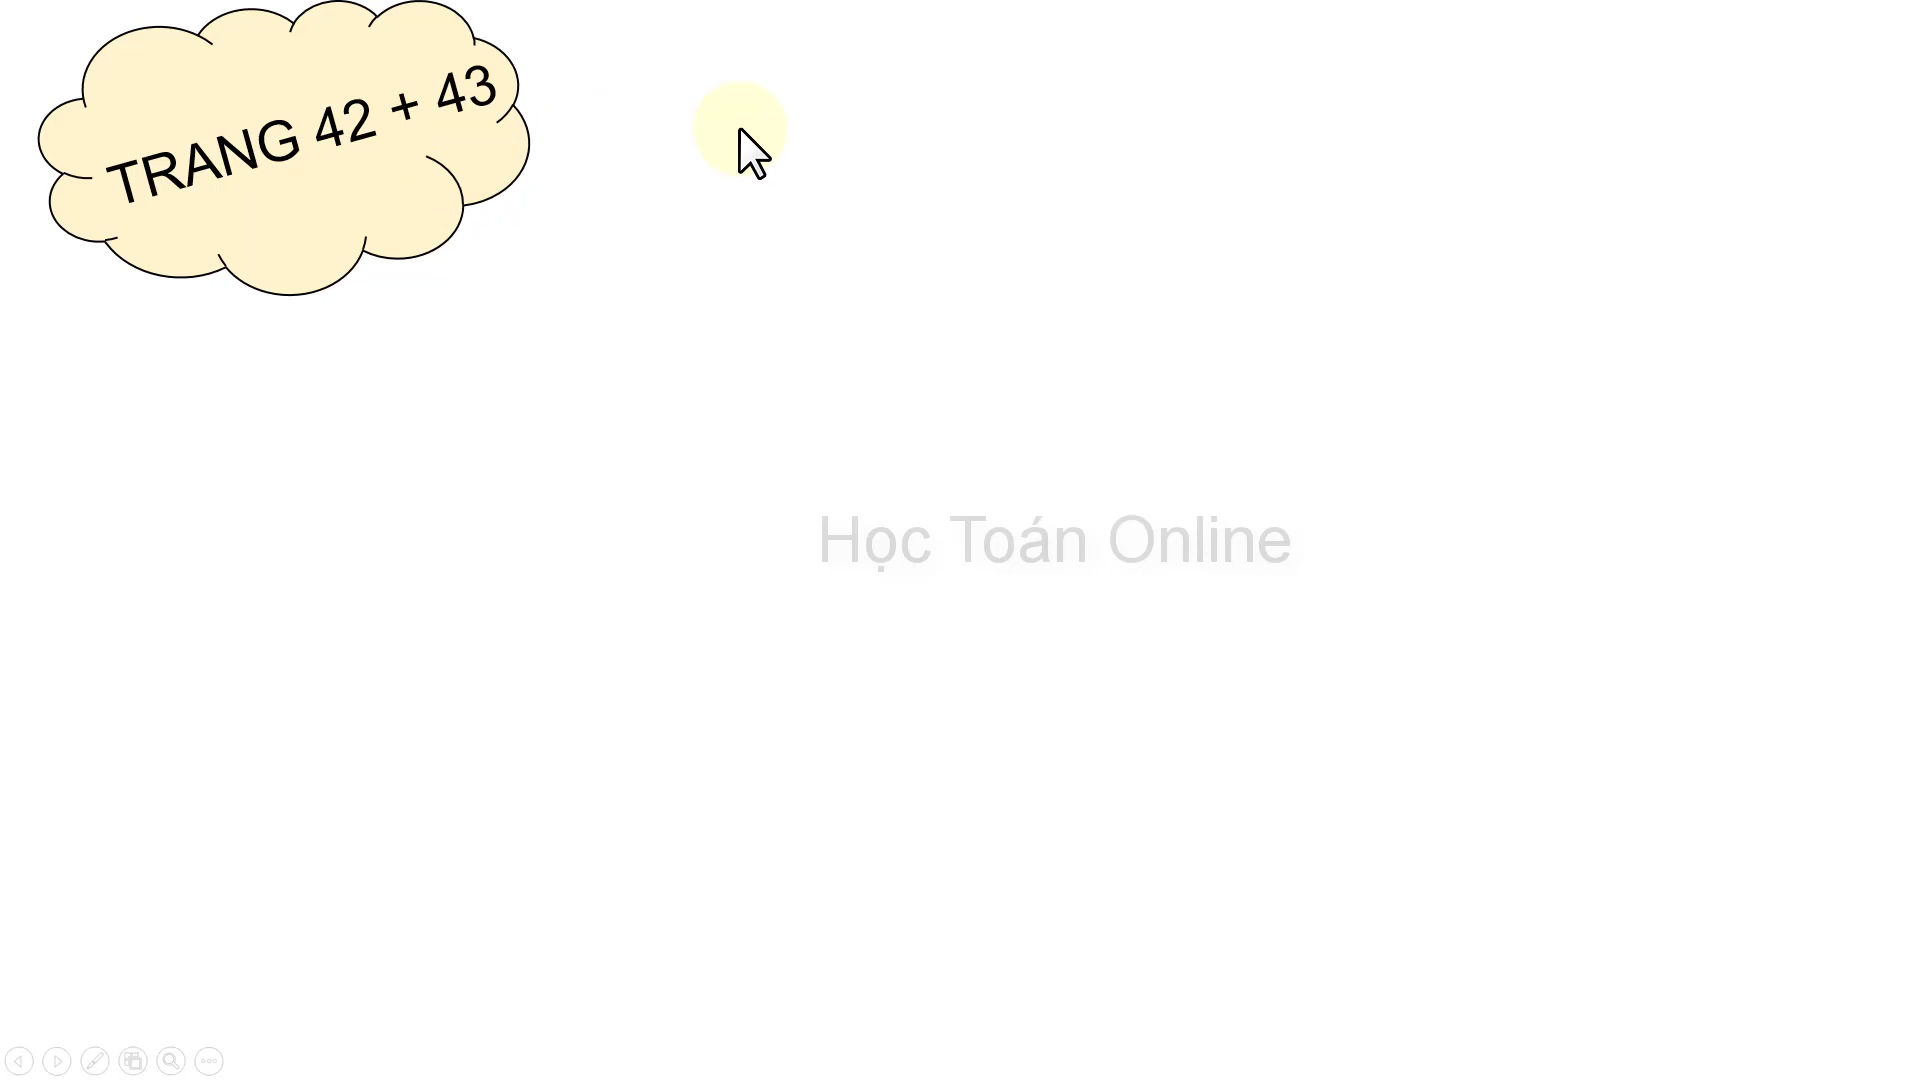 TRANG 42 + 43
Học Toán Online